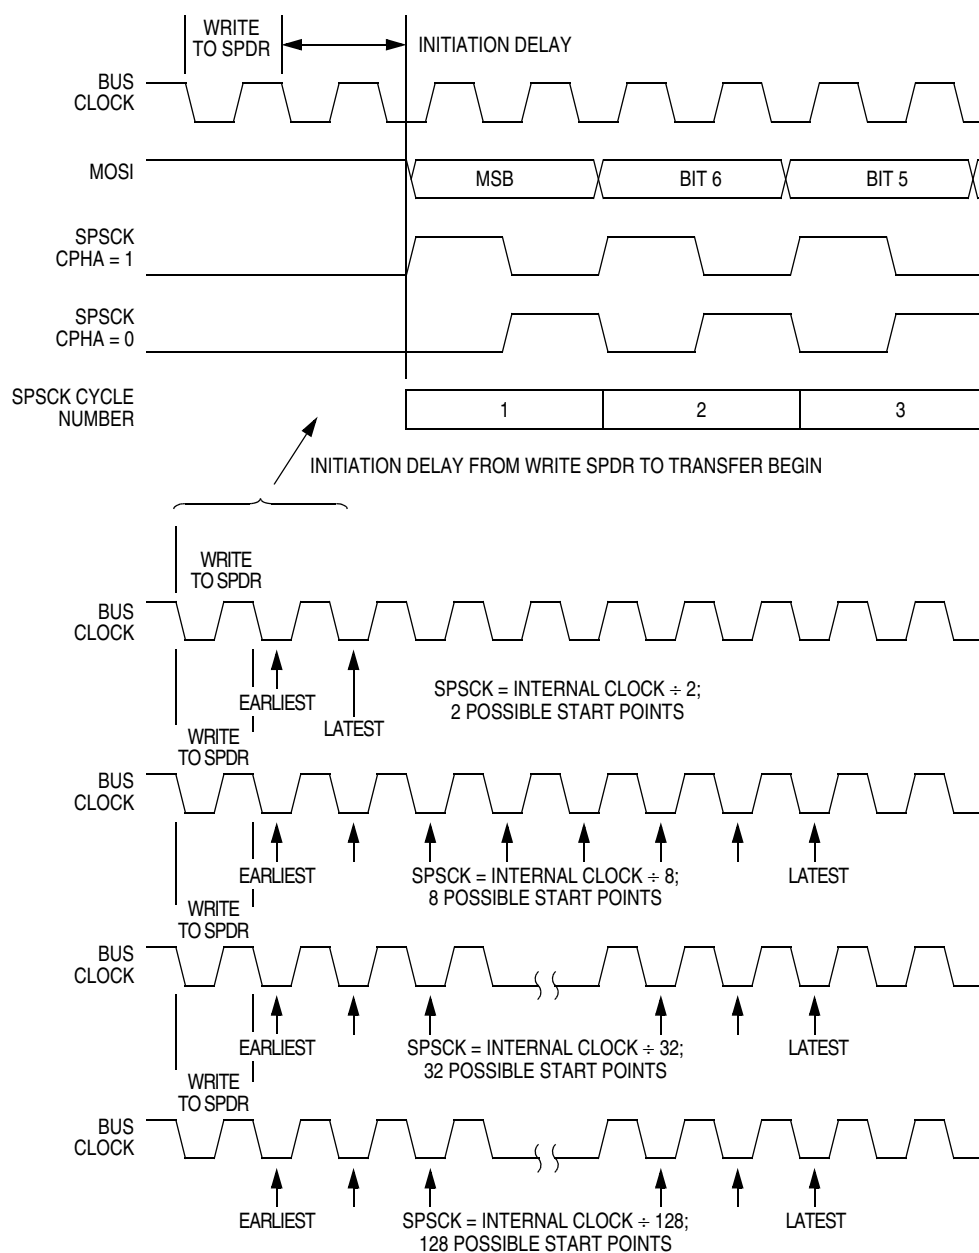 WRITE
TO SPDR
INITIATION DELAY
BUS
CLOCK
MOSI
MSB
BIT 6
BIT 5
SPSCK
CPHA = 1
SPSCK
CPHA = 0
SPSCK CYCLE
NUMBER
1
2
3
INITIATION DELAY FROM WRITE SPDR TO TRANSFER BEGIN
WRITE
TO SPDR
BUS
CLOCK
EARLIEST
LATEST
SPSCK = INTERNAL CLOCK ÷ 2;
2 POSSIBLE START POINTS
WRITE
TO SPDR
BUS
CLOCK
EARLIEST
SPSCK = INTERNAL CLOCK ÷ 8;
8 POSSIBLE START POINTS
LATEST
WRITE
TO SPDR
BUS
CLOCK
EARLIEST
SPSCK = INTERNAL CLOCK ÷ 32;
32 POSSIBLE START POINTS
LATEST
WRITE
TO SPDR
BUS
CLOCK
EARLIEST
SPSCK = INTERNAL CLOCK ÷ 128;
128 POSSIBLE START POINTS
LATEST